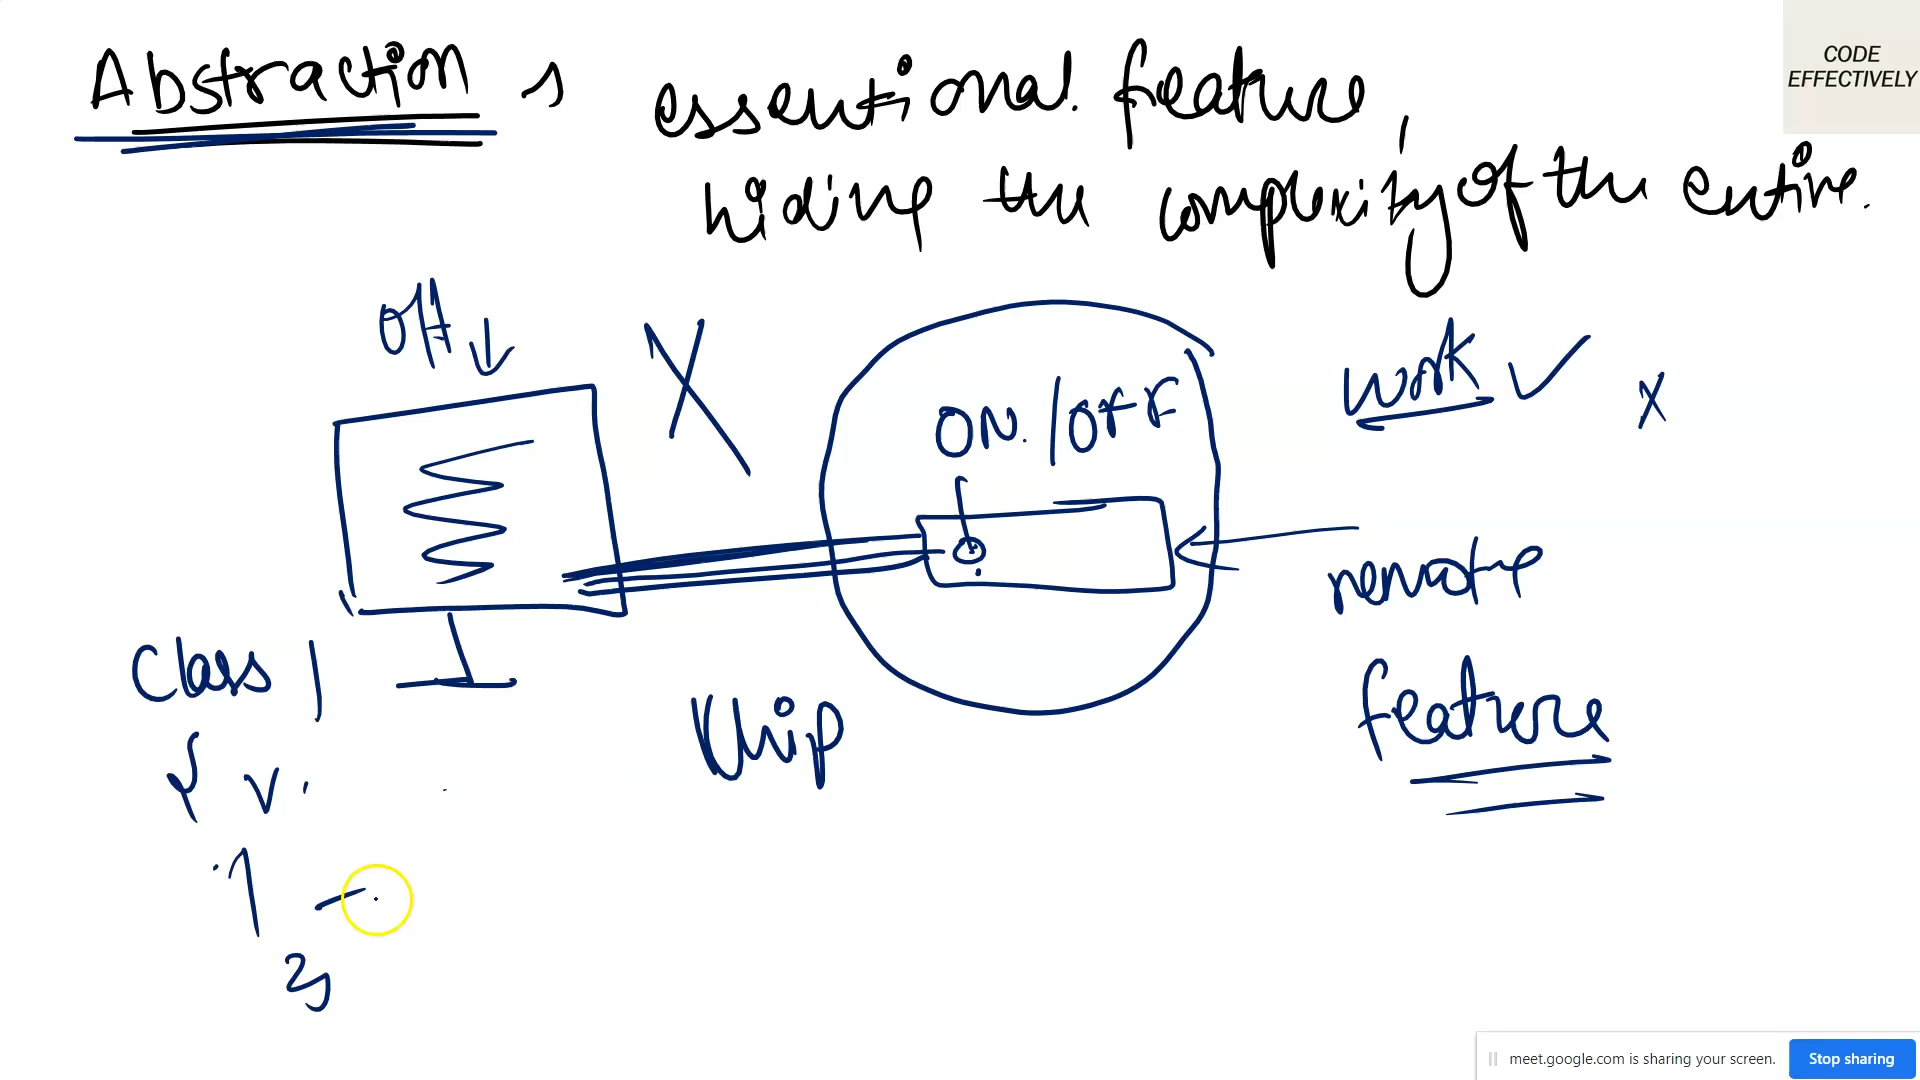 Abstraction
essentional feature,
hiding the complexity of the entire.
CODE
EFFECTIVELY
Off
ON. / OFF
work
remote
feature
Class
chip
meet.google.com is sharing your screen.
Stop sharing